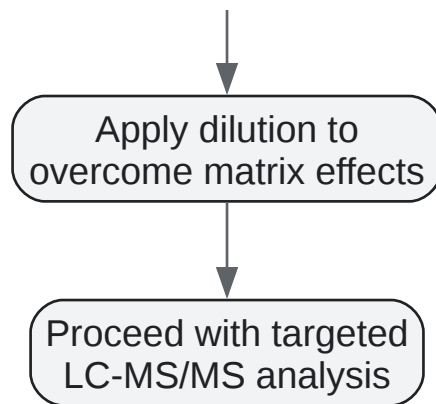 Apply dilution to
overcome matrix effects
Proceed with targeted
LC-MS/MS analysis